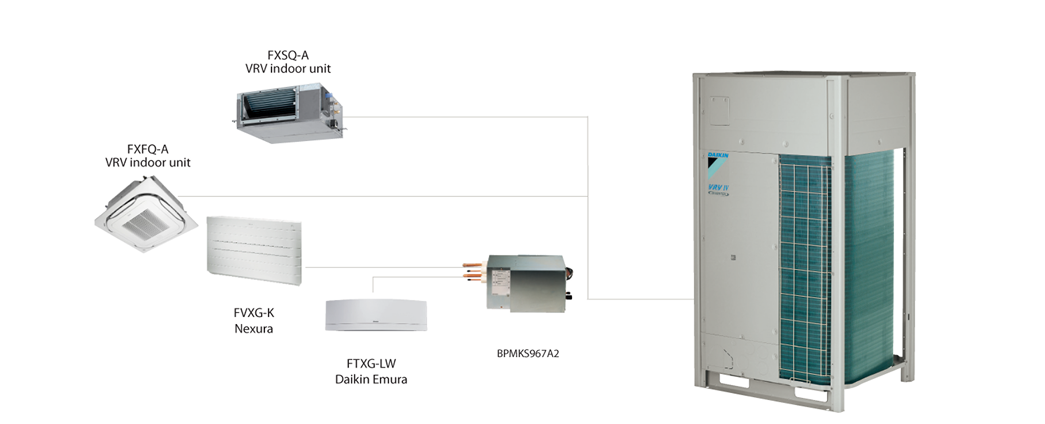 FXSQ-A
VRV indoor unit
FXFQ-A
VRV indoor unit
FVXG-K
Nexura
FTXG-LW
Daikin Emura
BPMKS967A2
DAIKIN
VRV IV